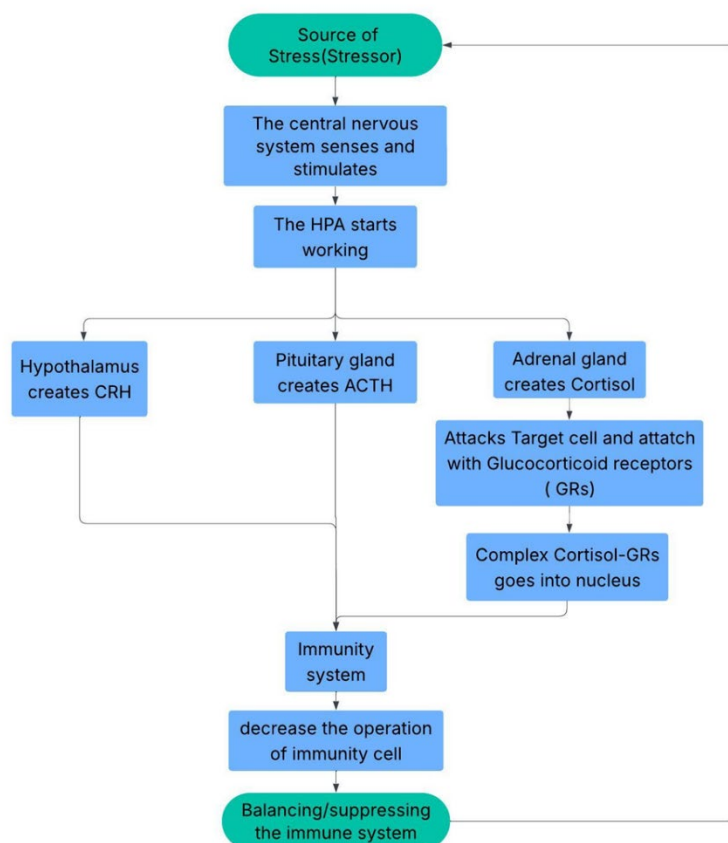 Source of
Stress(Stressor)
The central nervous
system senses and
stimulates
The HPA starts
working
Hypothalamus
creates CRH
Pituitary gland
creates ACTH
Adrenal gland
creates Cortisol
Attacks Target cell and attatch
with Glucocorticoid receptors
( GRs)
Complex Cortisol-GRs
goes into nucleus
Immunity
system
decrease the operation
of immunity cell
Balancing/suppressing
the immune system